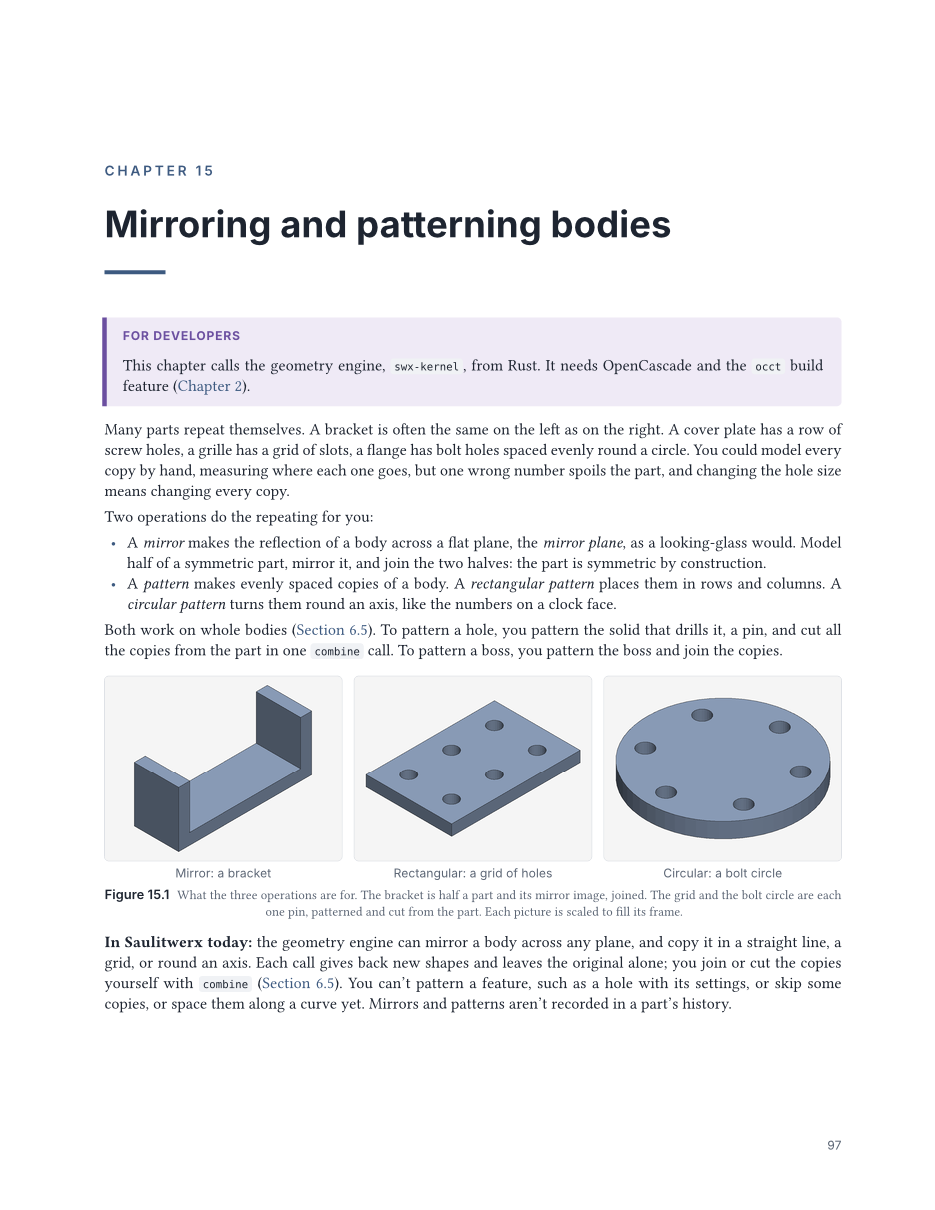 CHAPTER 15
Mirroring and patterning bodies
FOR DEVELOPERS
This chapter calls the geometry engine, swx-kernel, from Rust. It needs OpenCascade and the occt build
feature (Chapter 2).
Many parts repeat themselves. A bracket is often the same on the left as on the right. A cover plate has a row of
screw holes, a grille has a grid of slots, a flange has bolt holes spaced evenly round a circle. You could model every
copy by hand, measuring where each one goes, but one wrong number spoils the part, and changing the hole size
means changing every copy.
Two operations do the repeating for you:
• A mirror makes the reflection of a body across a flat plane, the mirror plane, as a looking-glass would. Model
half of a symmetric part, mirror it, and join the two halves: the part is symmetric by construction.
• A pattern makes evenly spaced copies of a body. A rectangular pattern places them in rows and columns. A
circular pattern turns them round an axis, like the numbers on a clock face.
Both work on whole bodies (Section 6.5). To pattern a hole, you pattern the solid that drills it, a pin, and cut all
the copies from the part in one combine call. To pattern a boss, you pattern the boss and join the copies.
Mirror: a bracket
Rectangular: a grid of holes
Circular: a bolt circle
Figure 15.1 What the three operations are for. The bracket is half a part and its mirror image, joined. The grid and the bolt circle are each
one pin, patterned and cut from the part. Each picture is scaled to fill its frame.
In Saulitwerx today: the geometry engine can mirror a body across any plane, and copy it in a straight line, a
grid, or round an axis. Each call gives back new shapes and leaves the original alone; you join or cut the copies
yourself with combine (Section 6.5). You can't pattern a feature, such as a hole with its settings, or skip some
copies, or space them along a curve yet. Mirrors and patterns aren't recorded in a part's history.
97